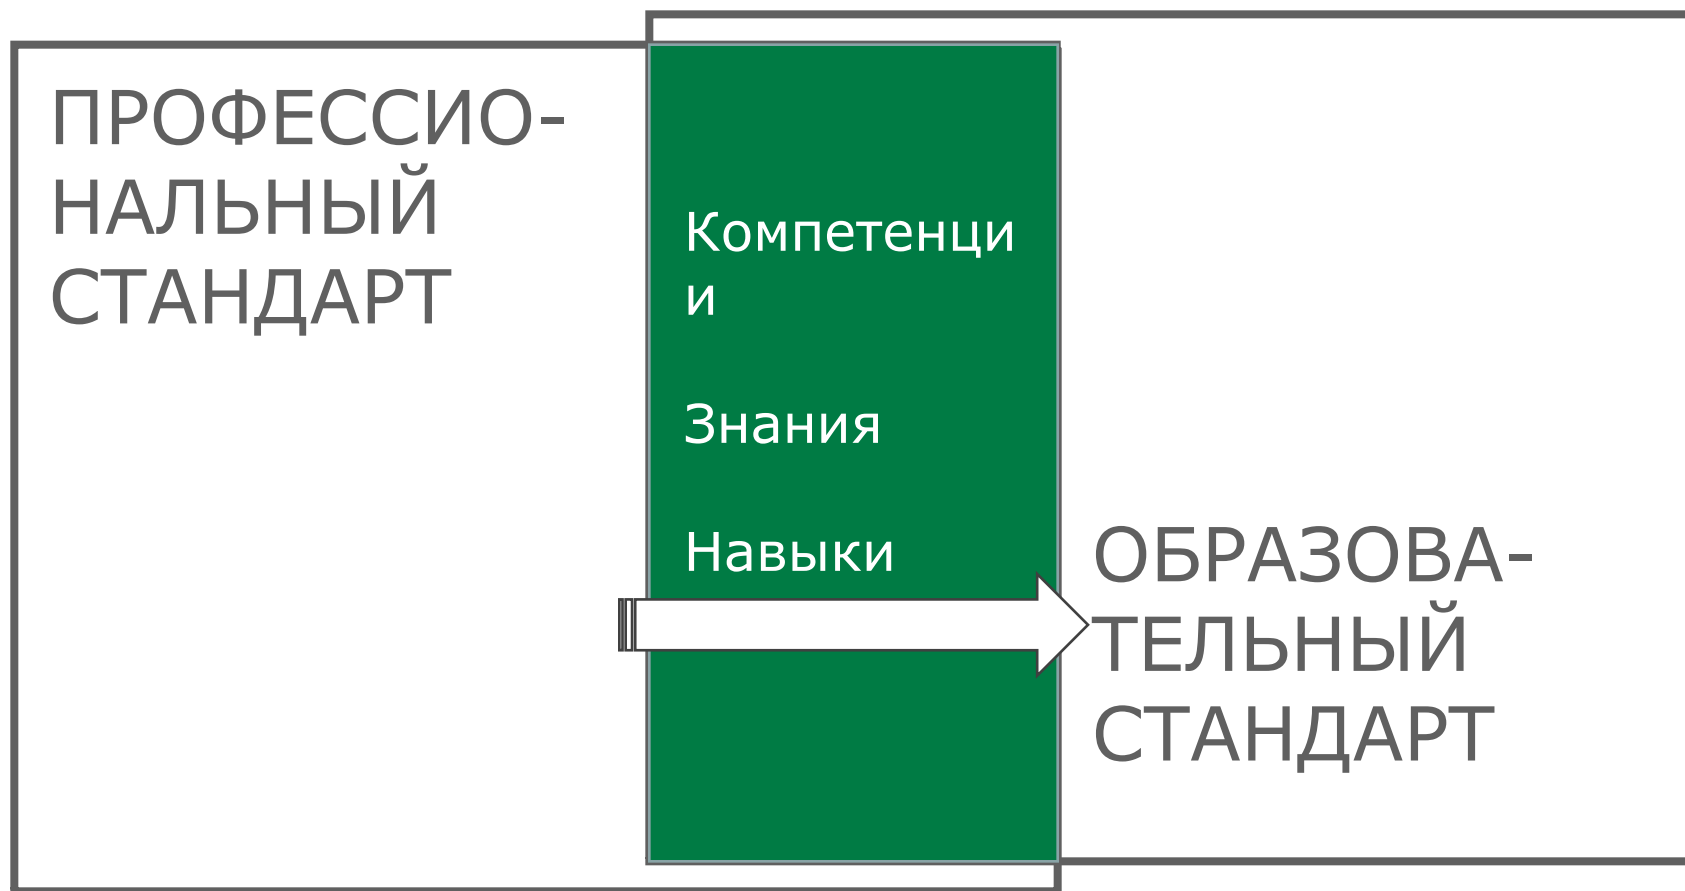 ПРОФЕССИО-
НАЛЬНЫЙ
СТАНДАРТ
Компетенци
и
Знания
Навыки
ОБРАЗОВА-
ТЕЛЬНЫЙ
СТАНДАРТ